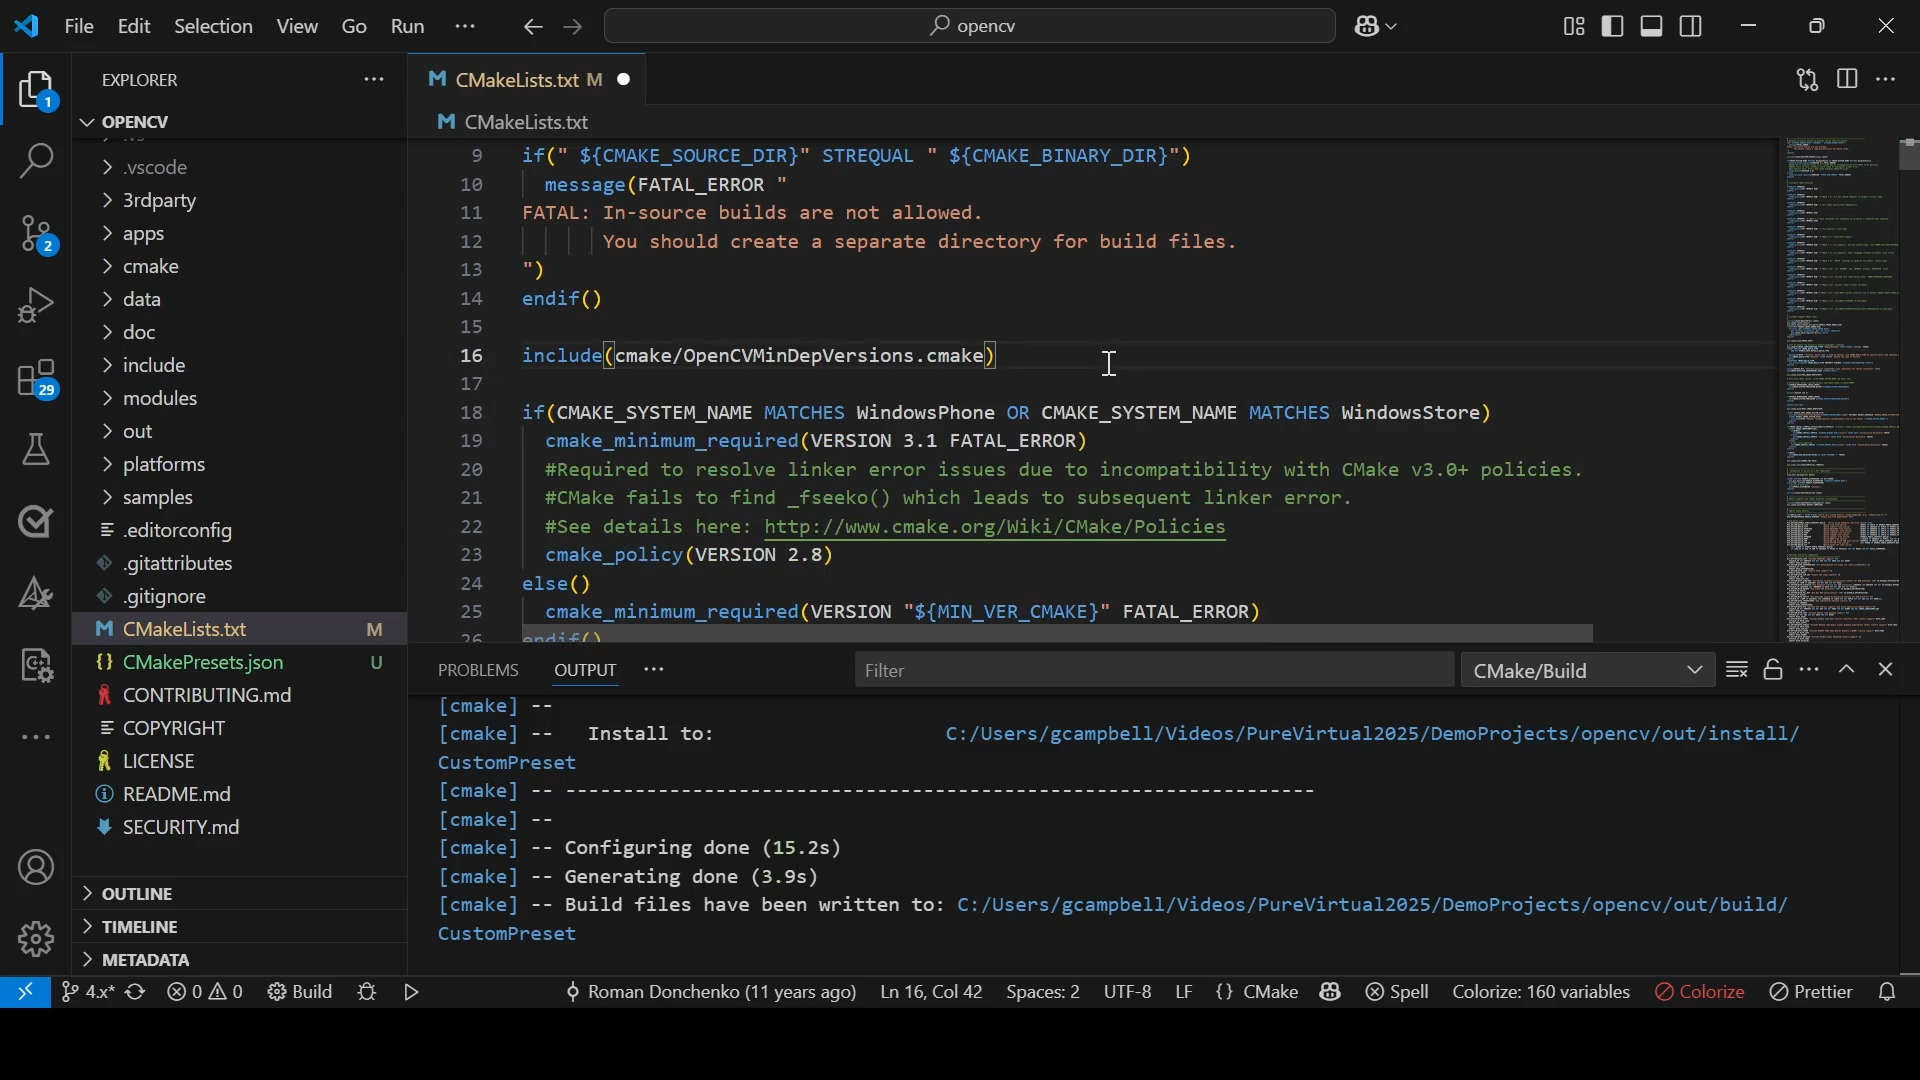 File Edit Selection View Go Run ··· opencv
EXPLORER ···
OPENCV
.vscode
3rdparty
apps
cmake
data
doc
include
modules
out
platforms
samples
.editorconfig
.gitattributes
.gitignore
CMakeLists.txt M
CMakePresets.json U
CONTRIBUTING.md
COPYRIGHT
LICENSE
README.md
SECURITY.md
OUTLINE
TIMELINE
METADATA
1
2
29
CMakeLists.txt M
CMakeLists.txt
9 if(" ${CMAKE_SOURCE_DIR}" STREQUAL " ${CMAKE_BINARY_DIR}")
10 message(FATAL_ERROR "
11 FATAL: In-source builds are not allowed.
12 You should create a separate directory for build files.
13 ")
14 endif()
15
16 include(cmake/OpenCVMinDepVersions.cmake)
17
18 if(CMAKE_SYSTEM_NAME MATCHES WindowsPhone OR CMAKE_SYSTEM_NAME MATCHES WindowsStore)
19 cmake_minimum_required(VERSION 3.1 FATAL_ERROR)
20 #Required to resolve linker error issues due to incompatibility with CMake v3.0+ policies.
21 #CMake fails to find _fseeko() which leads to subsequent linker error.
22 #See details here: http://www.cmake.org/Wiki/CMake/Policies
23 cmake_policy(VERSION 2.8)
24 else()
25 cmake_minimum_required(VERSION "${MIN_VER_CMAKE}" FATAL_ERROR)
26 endif()
PROBLEMS OUTPUT ··· Filter CMake/Build
[cmake] --
[cmake] --   Install to: C:/Users/gcampbell/Videos/PureVirtual2025/DemoProjects/opencv/out/install/
CustomPreset
[cmake] -- -----------------------------------------------------------------
[cmake] --
[cmake] -- Configuring done (15.2s)
[cmake] -- Generating done (3.9s)
[cmake] -- Build files have been written to: C:/Users/gcampbell/Videos/PureVirtual2025/DemoProjects/opencv/out/build/
CustomPreset
4.x* 0 0 Build Roman Donchenko (11 years ago) Ln 16, Col 42 Spaces: 2 UTF-8 LF {} CMake Spell Colorize: 160 variables Colorize Prettier